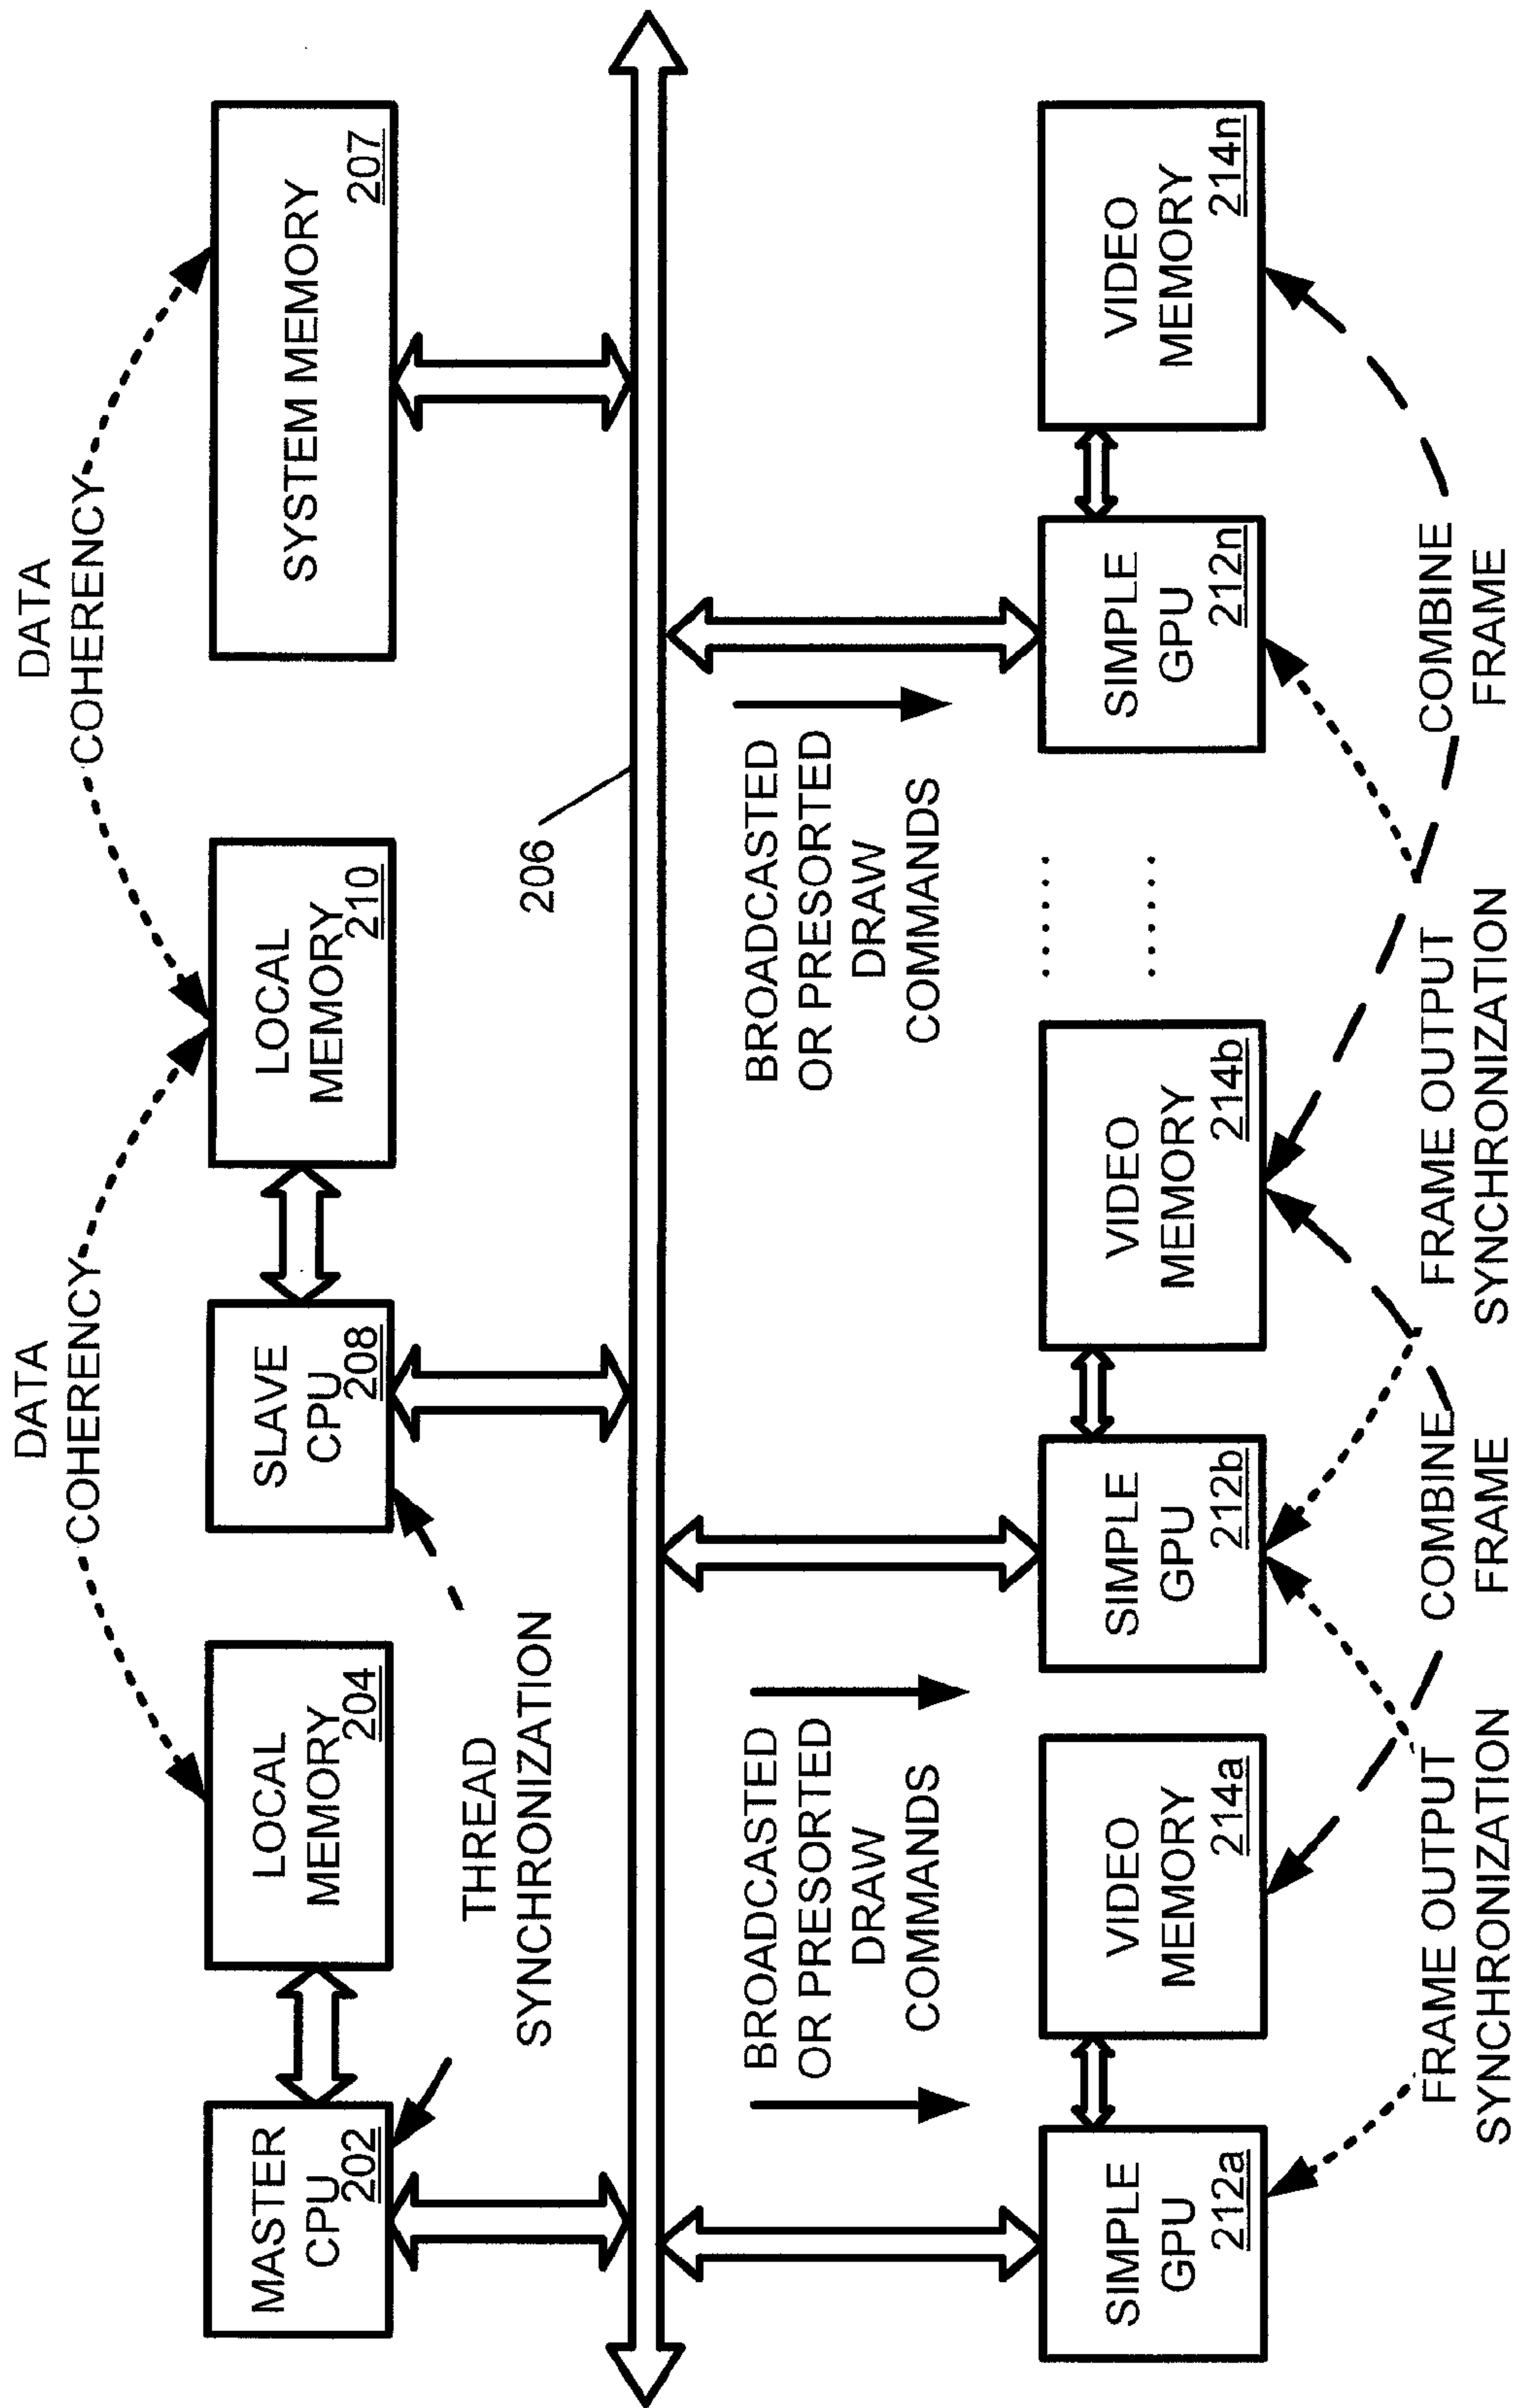 DATA
COHERENCY
DATA
COHERENCY
MASTER
CPU
202
LOCAL
MEMORY
204
SLAVE
CPU
208
LOCAL
MEMORY
210
SYSTEM MEMORY
207
THREAD
SYNCHRONIZATION
206
BROADCASTED
OR PRESORTED
DRAW
COMMANDS
BROADCASTED
OR PRESORTED
DRAW
COMMANDS
SIMPLE
GPU
212a
VIDEO
MEMORY
214a
SIMPLE
GPU
212b
VIDEO
MEMORY
214b
SIMPLE
GPU
212n
VIDEO
MEMORY
214n
FRAME OUTPUT
SYNCHRONIZATION
COMBINE
FRAME
FRAME OUTPUT
SYNCHRONIZATION
COMBINE
FRAME